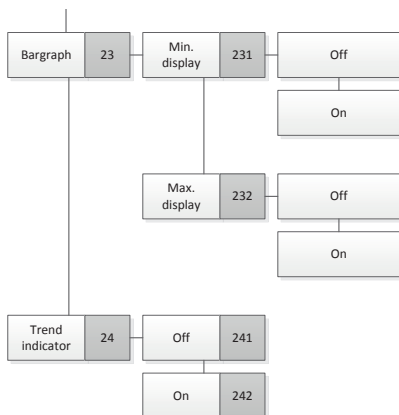 Bargraph 23 Min. display 231 Off
On
Max. display 232 Off
On
Trend indicator 24 Off 241
On 242